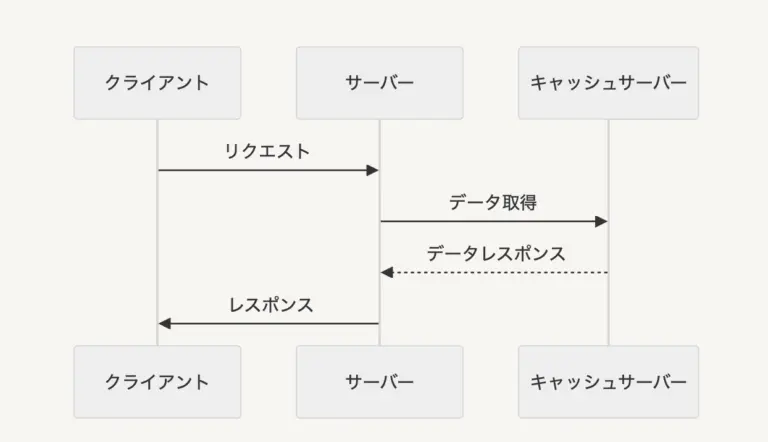 クライアント
サーバー
キャッシュサーバー
リクエスト
データ取得
データレスポンス
レスポンス
クライアント
サーバー
キャッシュサーバー